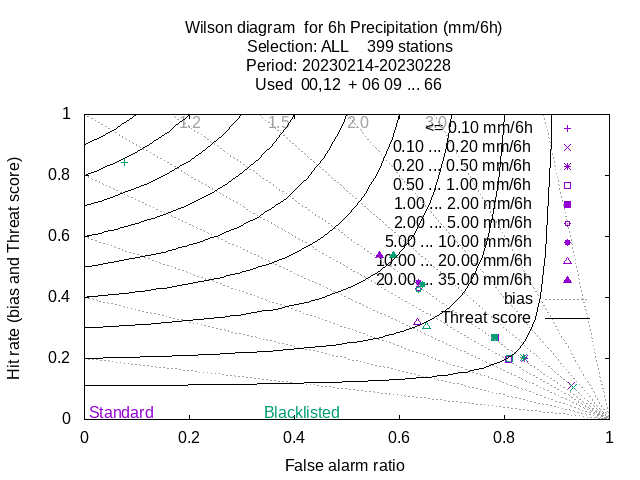 Wilson diagram  for 6h Precipitation (mm/6h)
Selection: ALL    399 stations
Period: 20230214-20230228
Used  00,12  + 06 09 ... 66
Hit rate (bias and Threat score)
1
0.8
0.6
0.4
0.2
0
1.2
1.5
2.0
3.0
<= 0.10 mm/6h
0.10 ... 0.20 mm/6h
0.20 ... 0.50 mm/6h
0.50 ... 1.00 mm/6h
1.00 ... 2.00 mm/6h
2.00 ... 5.00 mm/6h
5.00 ... 10.00 mm/6h
10.00 ... 20.00 mm/6h
20.00 ... 35.00 mm/6h
bias
Threat score
Standard
Blacklisted
0 0.2 0.4 0.6 0.8 1
False alarm ratio